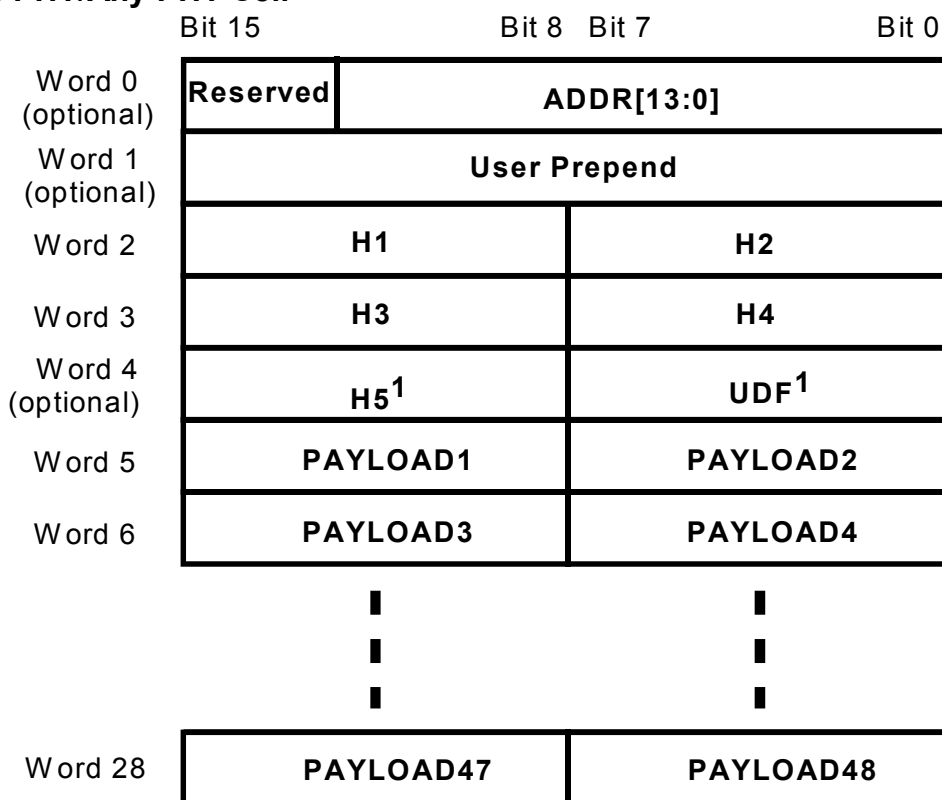 Bit 15 Bit 8 Bit 7 Bit 0
Word 0 (optional) Reserved ADDR[13:0]
Word 1 (optional) User Prepend
Word 2 H1 H2
Word 3 H3 H4
Word 4 (optional) H5¹ UDF¹
Word 5 PAYLOAD1 PAYLOAD2
Word 6 PAYLOAD3 PAYLOAD4
Word 28 PAYLOAD47 PAYLOAD48